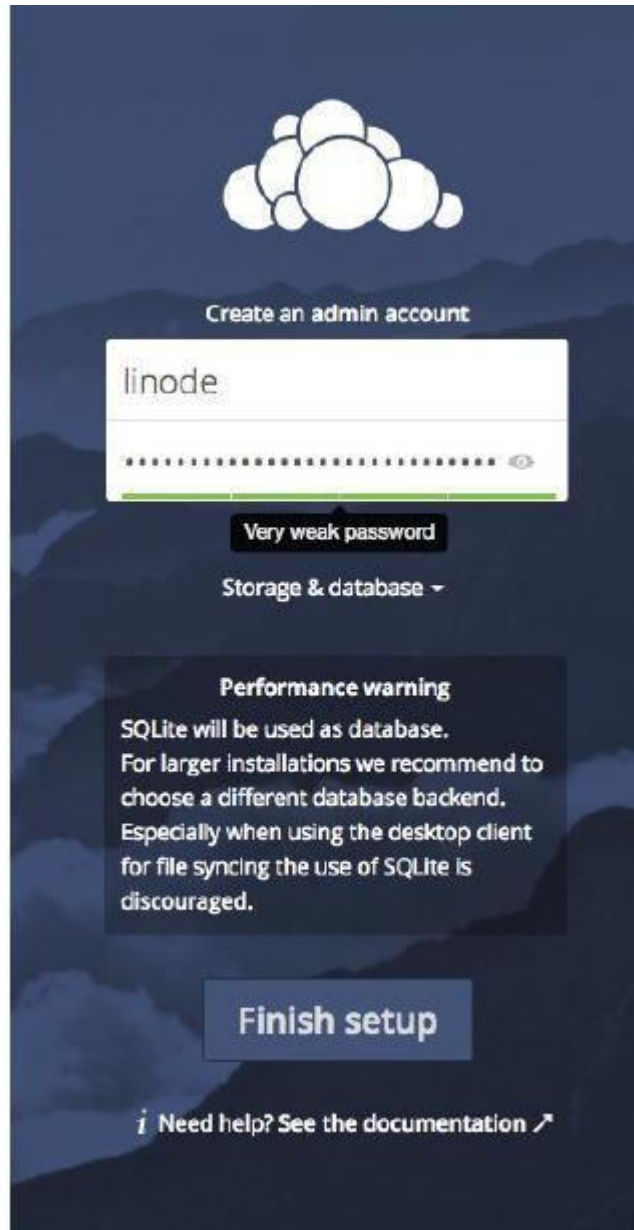 Create an admin account
linode
Very weak password
Storage & database
Performance warning
SQLite will be used as database.
For larger installations we recommend to
choose a different database backend.
Especially when using the desktop client
for file syncing the use of SQLite is
discouraged.
Finish setup
i Need help? See the documentation ↗